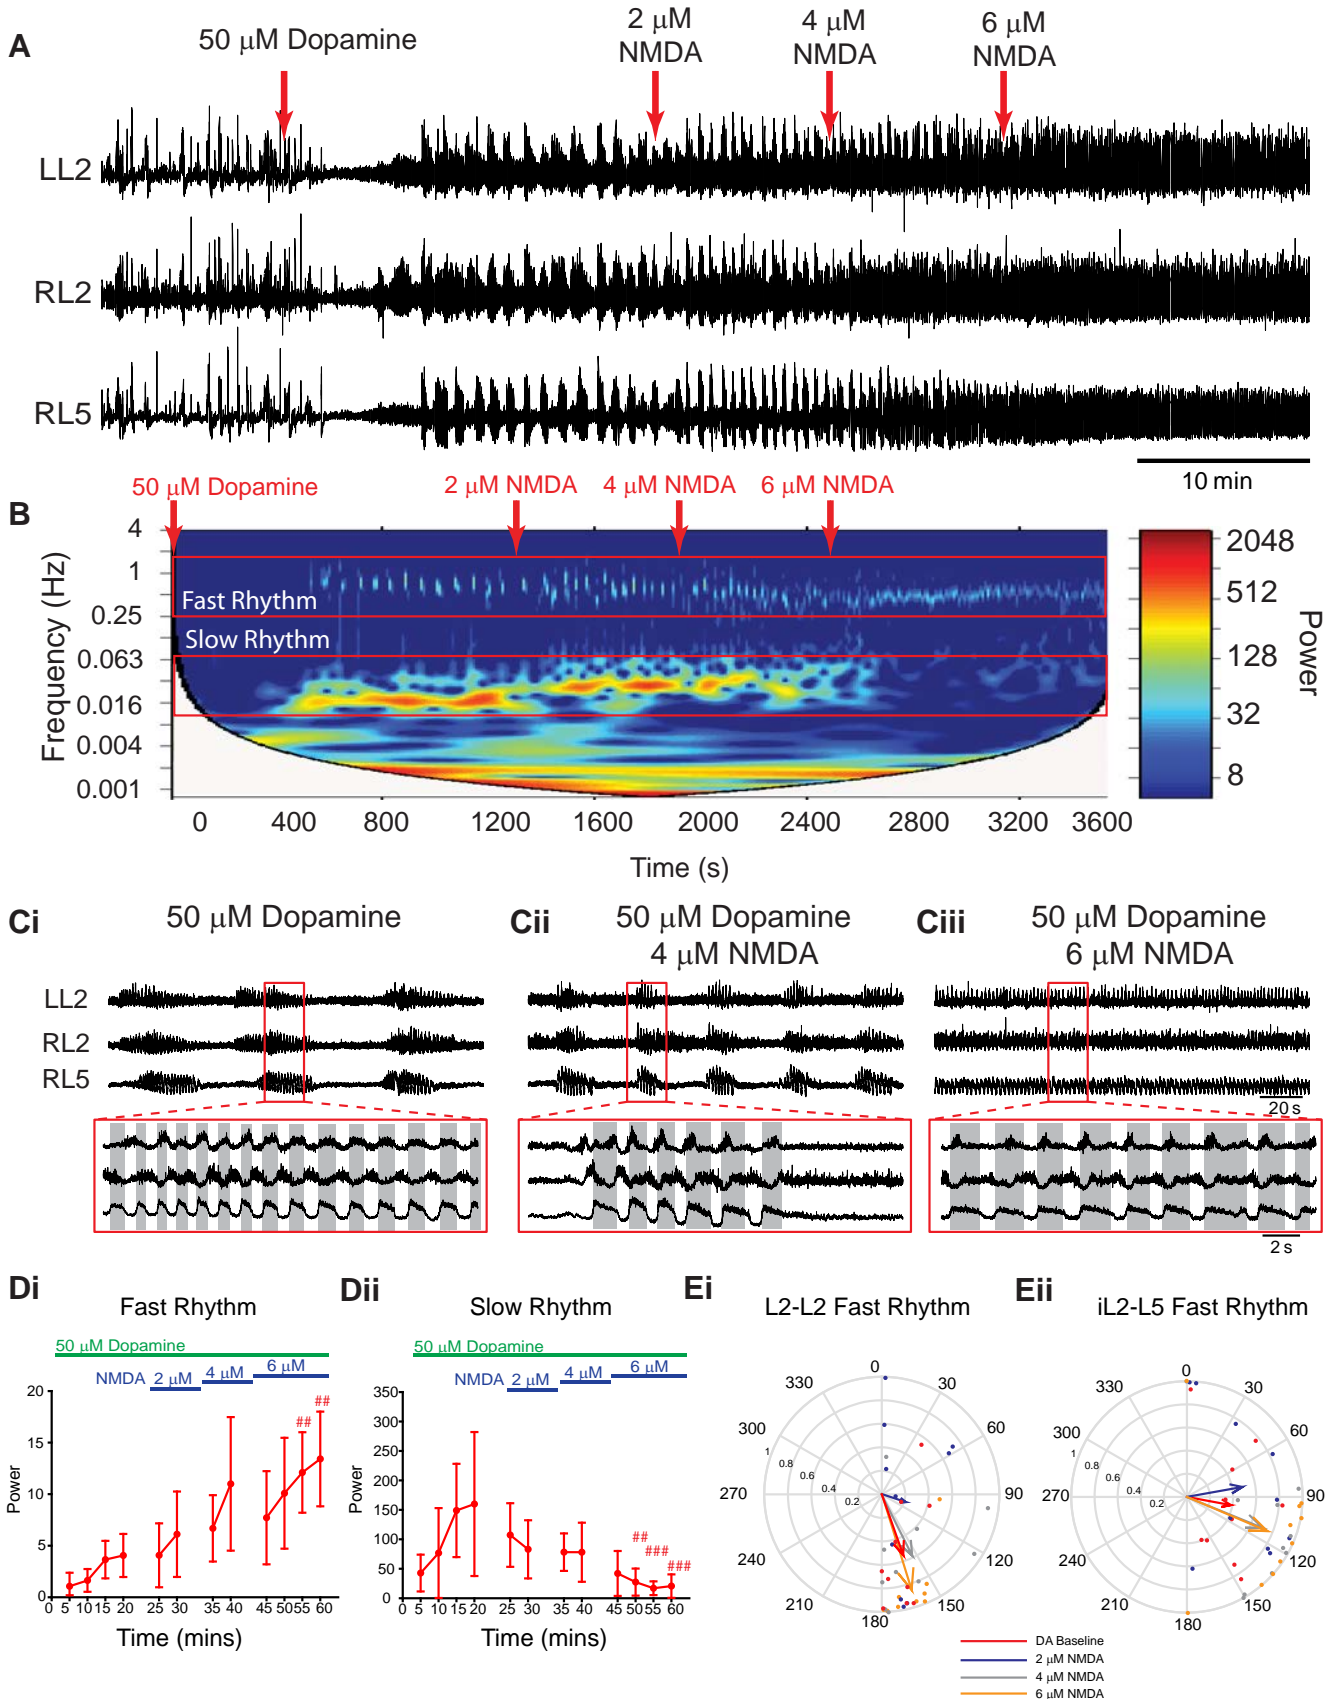 A
50 µM Dopamine
2 µM
NMDA
4 µM
NMDA
6 µM
NMDA
LL2
RL2
RL5
10 min
B
50 µM Dopamine
2 µM NMDA
4 µM NMDA
6 µM NMDA
Frequency (Hz)
4
1
0.25
0.063
0.016
0.004
0.001
Fast Rhythm
Slow Rhythm
0 400 800 1200 1600 2000 2400 2800 3200 3600
Time (s)
2048
512
128
32
8
Power
Ci
50 µM Dopamine
Cii
50 µM Dopamine
4 µM NMDA
Ciii
50 µM Dopamine
6 µM NMDA
LL2
RL2
RL5
20 s
2 s
Di
Fast Rhythm
50 µM Dopamine
NMDA 2 µM 4 µM 6 µM
Power
20
15
10
5
0
## ##
0 5 10 15 20 25 30 35 40 45 50 55 60
Time (mins)
Dii
Slow Rhythm
50 µM Dopamine
NMDA 2 µM 4 µM 6 µM
Power
350
300
250
200
150
100
50
0
##
###
###
0 5 10 15 20 25 30 35 40 45 50 55 60
Time (mins)
Ei
L2-L2 Fast Rhythm
0
30
60
90
120
150
180
210
240
270
300
330
1
0.8
0.6
0.4
0.2
Eii
iL2-L5 Fast Rhythm
0
30
60
90
120
150
180
210
240
270
300
330
1
0.8
0.6
0.4
0.2
DA Baseline
2 µM NMDA
4 µM NMDA
6 µM NMDA